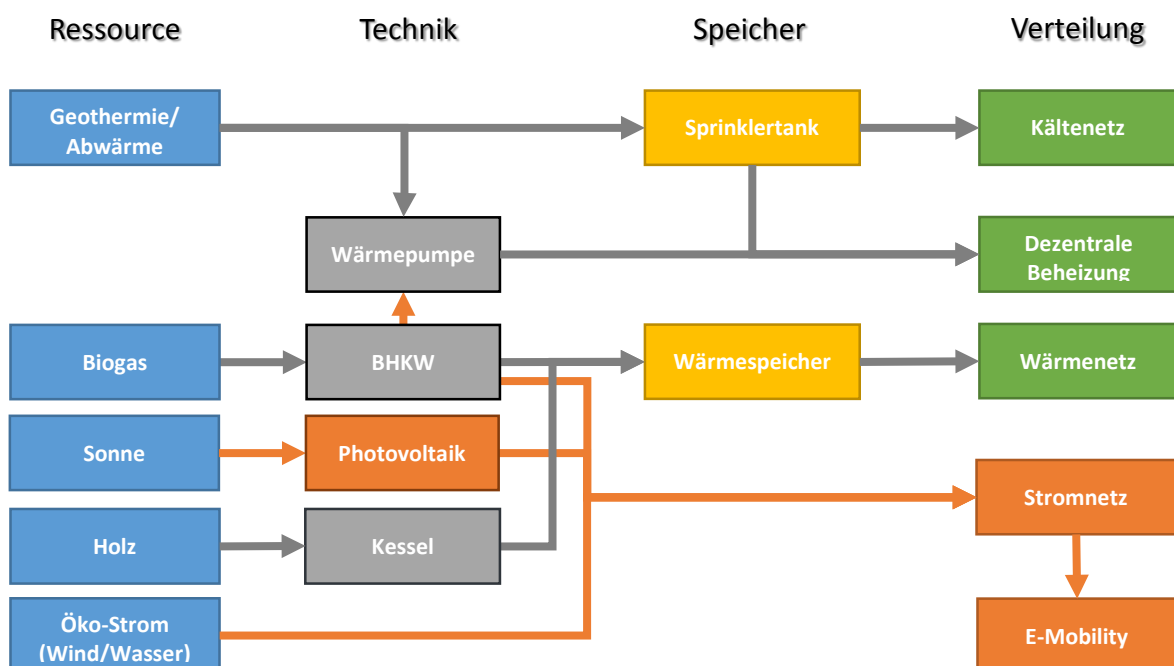 Ressource
Technik
Speicher
Verteilung
Geothermie/
Abwärme
Sprinklertank
Kältenetz
Wärmepumpe
Dezentrale
Beheizung
Biogas
BHKW
Wärmespeicher
Wärmenetz
Sonne
Photovoltaik
Stromnetz
Holz
Kessel
Öko-Strom
(Wind/Wasser)
E-Mobility